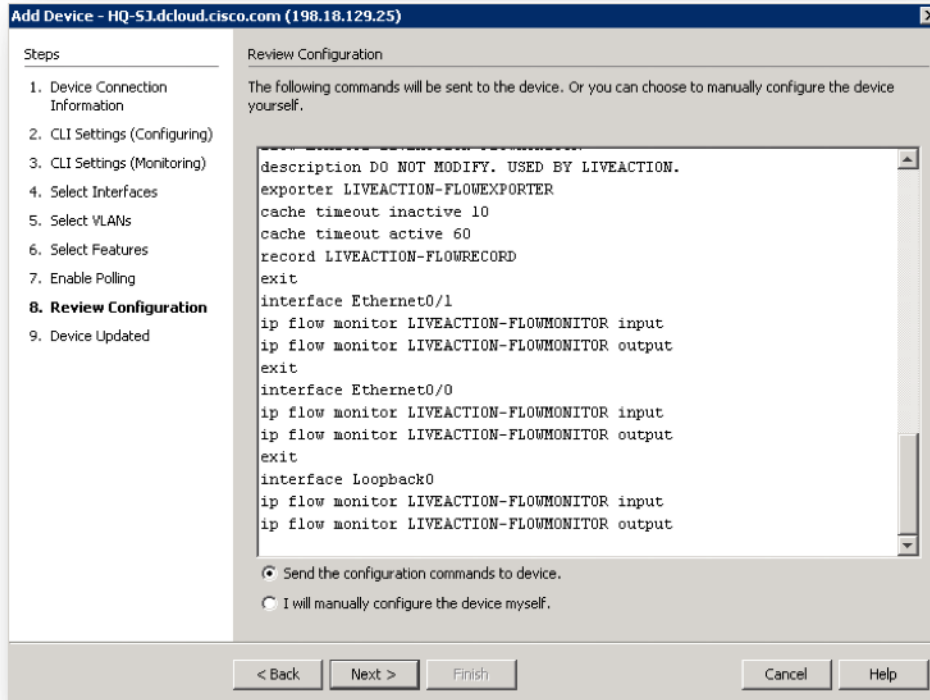 Add Device - HQ-SJ.dcloud.cisco.com (198.18.129.25)
Steps
1. Device Connection
Information
2. CLI Settings (Configuring)
3. CLI Settings (Monitoring)
4. Select Interfaces
5. Select VLANs
6. Select Features
7. Enable Polling
8. Review Configuration
9. Device Updated
Review Configuration
The following commands will be sent to the device. Or you can choose to manually configure the device
yourself.
description DO NOT MODIFY. USED BY LIVEACTION.
exporter LIVEACTION-FLOWEXPORTER
cache timeout inactive 10
cache timeout active 60
record LIVEACTION-FLOWRECORD
exit
interface Ethernet0/1
ip flow monitor LIVEACTION-FLOWMONITOR input
ip flow monitor LIVEACTION-FLOWMONITOR output
exit
interface Ethernet0/0
ip flow monitor LIVEACTION-FLOWMONITOR input
ip flow monitor LIVEACTION-FLOWMONITOR output
exit
interface Loopback0
ip flow monitor LIVEACTION-FLOWMONITOR input
ip flow monitor LIVEACTION-FLOWMONITOR output
Send the configuration commands to device.
I will manually configure the device myself.
< Back
Next >
Finish
Cancel
Help